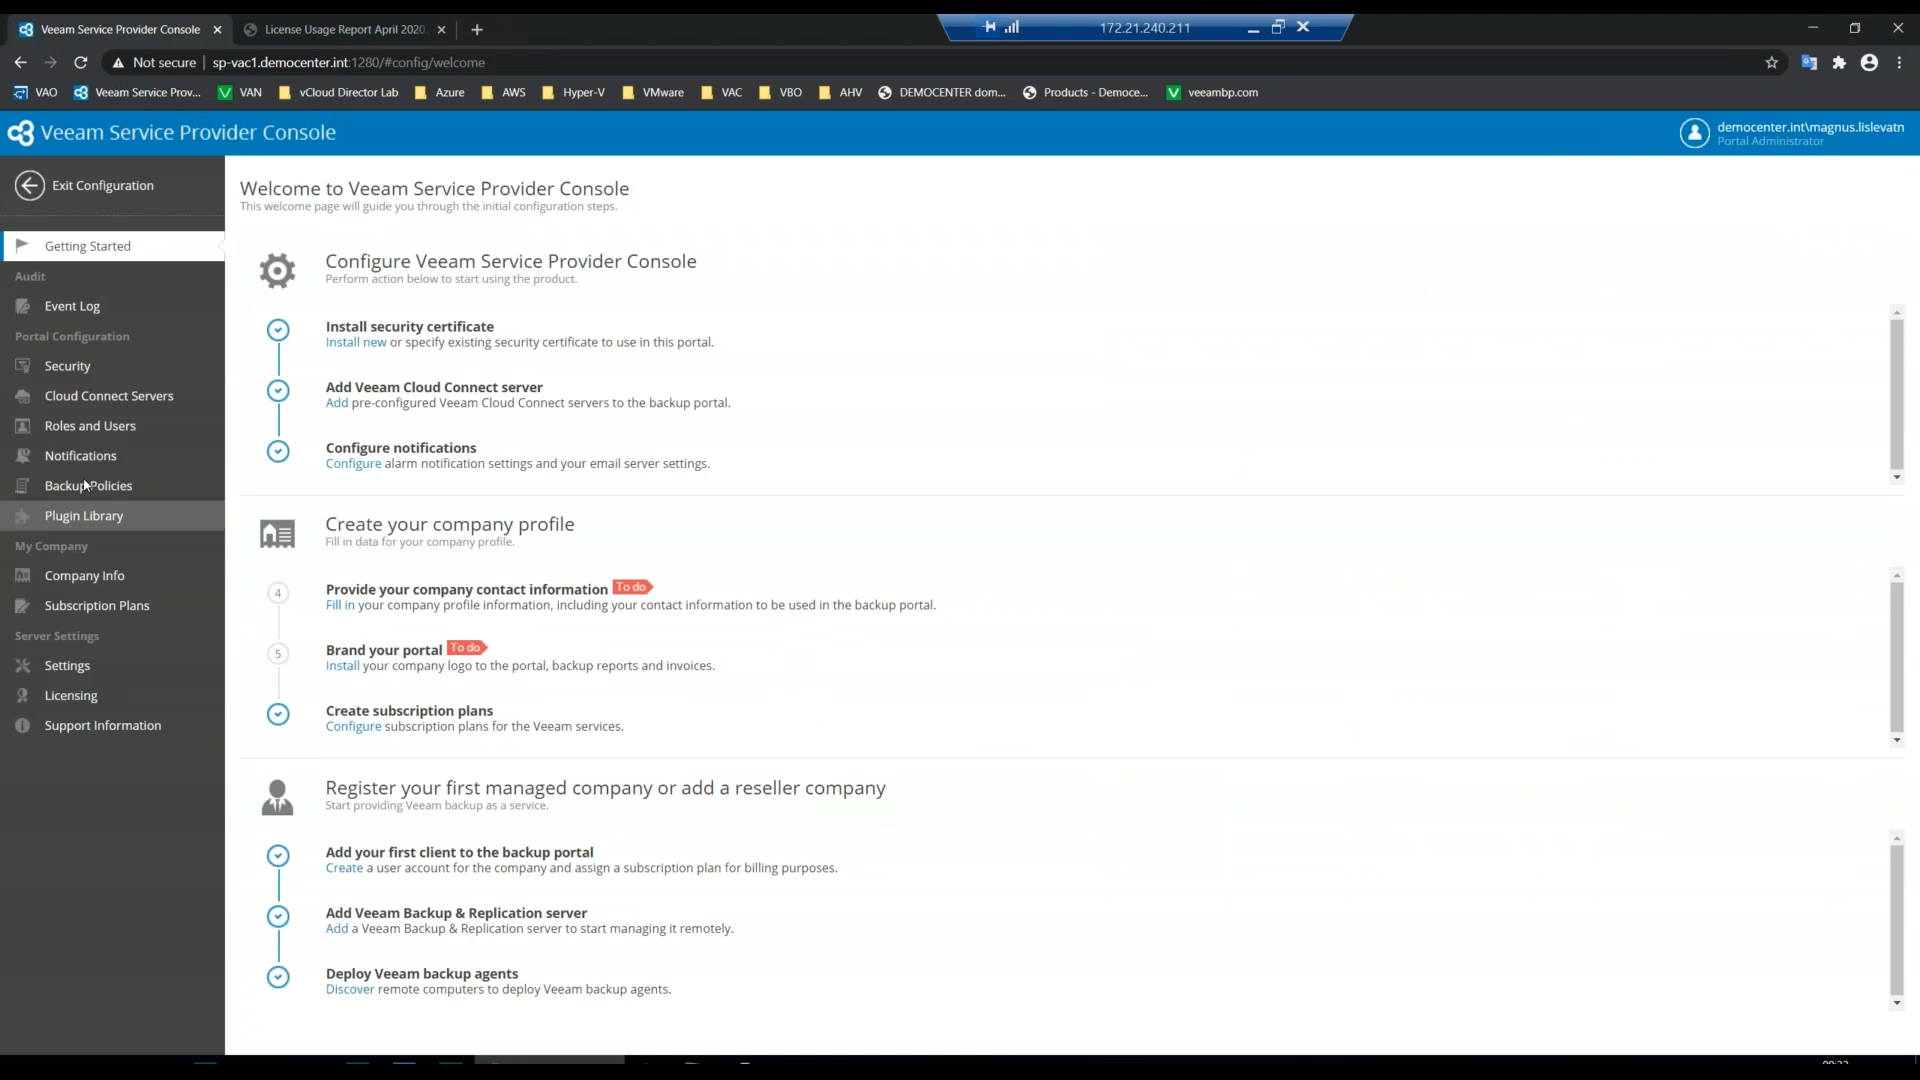 Veeam Service Provider Console
License Usage Report April 2020
172.21.240.211
Not secure
sp-vac1.democenter.int:1280/#config/welcome
VAO
Veeam Service Prov...
VAN
vCloud Director Lab
Azure
AWS
Hyper-V
VMware
VAC
VBO
AHV
DEMOCENTER dom...
Products - Democe...
veeambp.com
Veeam Service Provider Console
democenter.int\magnus.lislevatn
Portal Administrator
Exit Configuration
Getting Started
Audit
Event Log
Portal Configuration
Security
Cloud Connect Servers
Roles and Users
Notifications
Backup Policies
Plugin Library
My Company
Company Info
Subscription Plans
Server Settings
Settings
Licensing
Support Information
Welcome to Veeam Service Provider Console
This welcome page will guide you through the initial configuration steps.
Configure Veeam Service Provider Console
Perform action below to start using the product.
Install security certificate
Install new or specify existing security certificate to use in this portal.
Add Veeam Cloud Connect server
Add pre-configured Veeam Cloud Connect servers to the backup portal.
Configure notifications
Configure alarm notification settings and your email server settings.
Create your company profile
Fill in data for your company profile.
4
Provide your company contact information To do
Fill in your company profile information, including your contact information to be used in the backup portal.
5
Brand your portal To do
Install your company logo to the portal, backup reports and invoices.
Create subscription plans
Configure subscription plans for the Veeam services.
Register your first managed company or add a reseller company
Start providing Veeam backup as a service.
Add your first client to the backup portal
Create a user account for the company and assign a subscription plan for billing purposes.
Add Veeam Backup & Replication server
Add a Veeam Backup & Replication server to start managing it remotely.
Deploy Veeam backup agents
Discover remote computers to deploy Veeam backup agents.